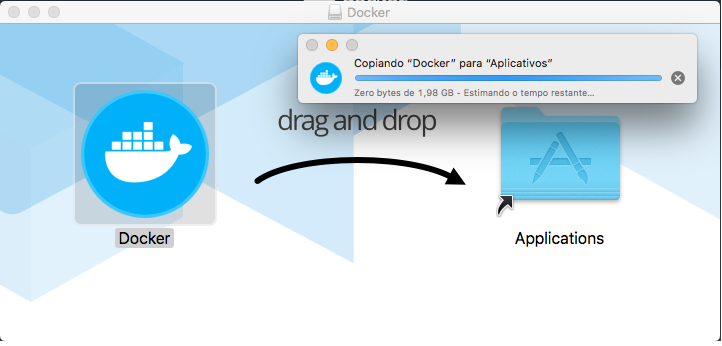 Docker
Copiando “Docker” para “Aplicativos”
Zero bytes de 1,98 GB - Estimando o tempo restante...
drag and drop
Docker
Applications